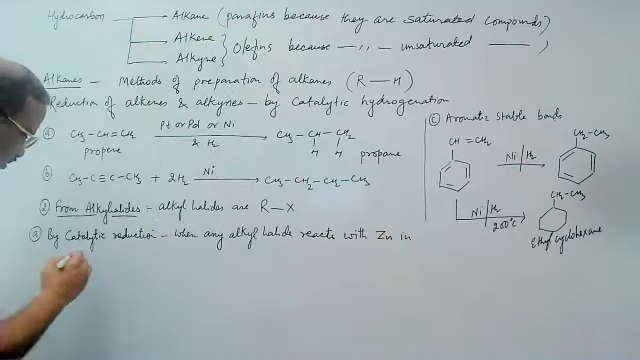 Hydrocarbon → Alkane (parafins because they are saturated compounds)
→ Alkene
→ Alkyne } Olefins because —,,— unsaturated ——)
Alkanes – Methods of preparation of alkanes (R—H)
Reduction of alkenes & alkynes – by Catalytic hydrogenation
ⓐ CH₃–CH=CH₂ Pt or Pd or Ni & H₂ → CH₃–CH–CH₂
H H
propene propane
ⓑ CH₃–C≡C–CH₃ + 2H₂ Ni → CH₃–CH₂–CH₂–CH₃
② From Alkylhalides – alkyl halides are R–X
ⓐ By Catalytic reduction – when any alkyl halide reacts with Zn in
ⓒ Aromatic stable bonds
CH=CH₂ Ni/H₂ → CH₂–CH₃
Ni/H₂ 200°C → CH₂–CH₃
Ethyl cyclohexane